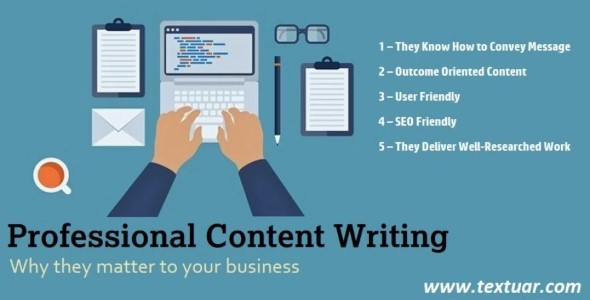 1 – They Know How to Convey Message
2 – Outcome Oriented Content
3 – User Friendly
4 – SEO Friendly
5 – They Deliver Well-Researched Work
Professional Content Writing
Why they matter to your business
www.textuar.com